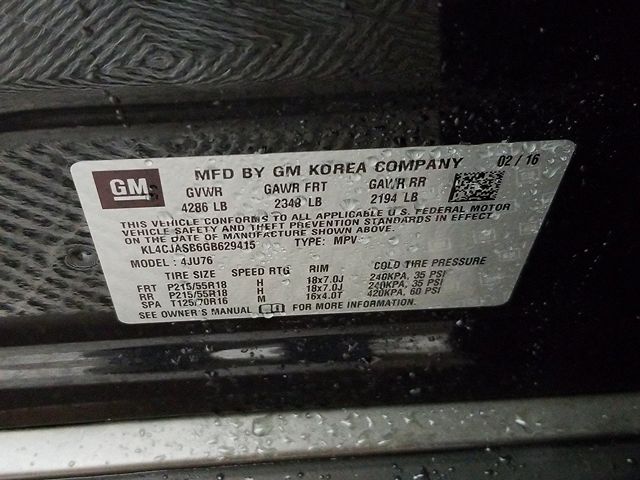 GM MFD BY GM KOREA COMPANY 02 / 16
GVWR GAWR FRT GAWR RR
4286 LB 2348 LB 2194 LB
THIS VEHICLE CONFORMS TO ALL APPLICABLE U.S. FEDERAL MOTOR
VEHICLE SAFETY AND THEFT PREVENTION STANDARDS IN EFFECT
ON THE DATE OF MANUFACTURE SHOWN ABOVE.
KL4CJASB6GB629415 TYPE: MPV
MODEL: 4JU76
TIRE SIZE SPEED RTG RIM COLD TIRE PRESSURE
FRT P215/55R18 H 18x7.0J 240KPA, 35 PSI
RR P215/55R18 H 18x7.0J 240KPA, 35 PSI
SPA T125/70R16 M 16x4.0T 420KPA, 60 PSI
SEE OWNER'S MANUAL FOR MORE INFORMATION.